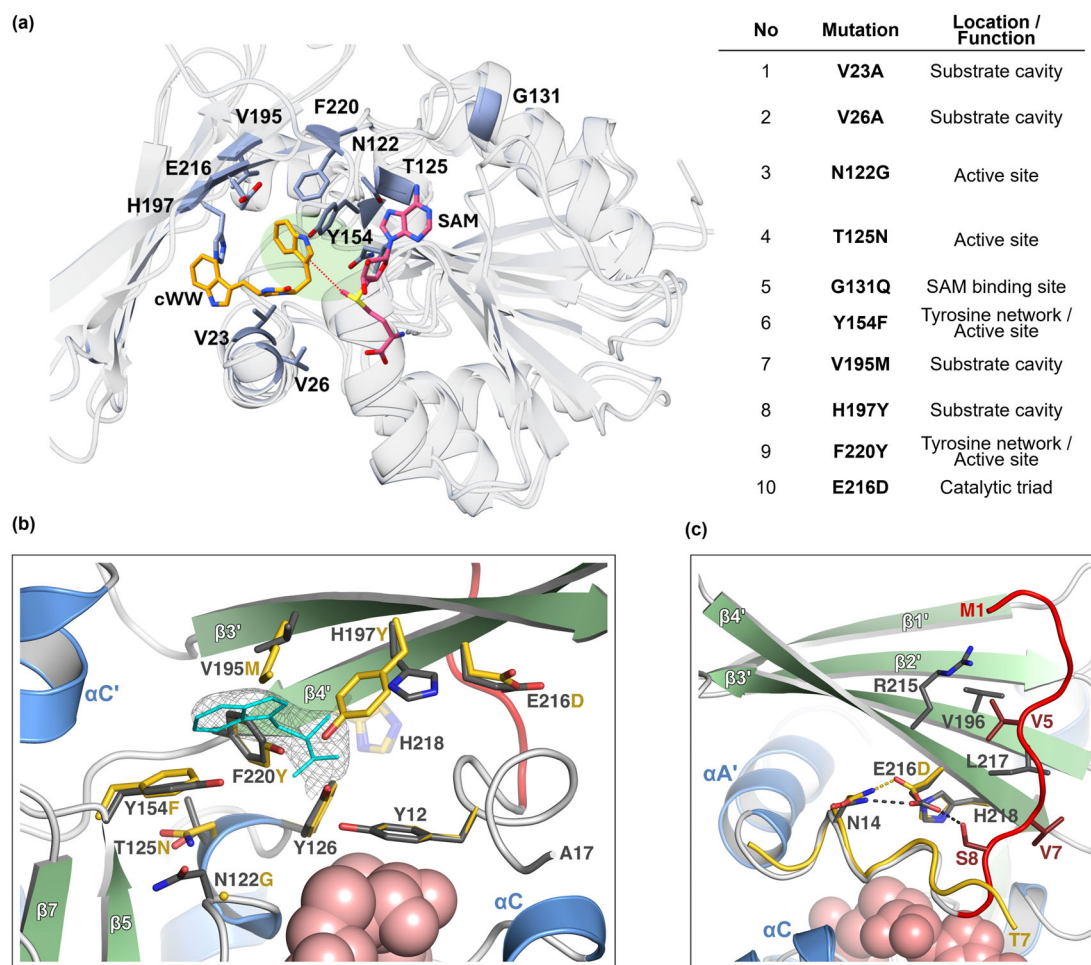 (a)
F220
G131
V195
N122
E216
T125
H197
SAM
Y154
cWW
V23
V26
No Mutation Location / Function
1 V23A Substrate cavity
2 V26A Substrate cavity
3 N122G Active site
4 T125N Active site
5 G131Q SAM binding site
6 Y154F Tyrosine network / Active site
7 V195M Substrate cavity
8 H197Y Substrate cavity
9 F220Y Tyrosine network / Active site
10 E216D Catalytic triad
(b)
β3'
H197Y
V195M
αC'
β4'
E216D
H218
F220Y
Y154F
Y12
T125N
Y126
A17
N122G
β7
β5
αC
(c)
β4'
M1
β1'
β2'
β3'
R215
V196
V5
L217
αA'
E216D
N14
H218
S8
V7
αC
T7